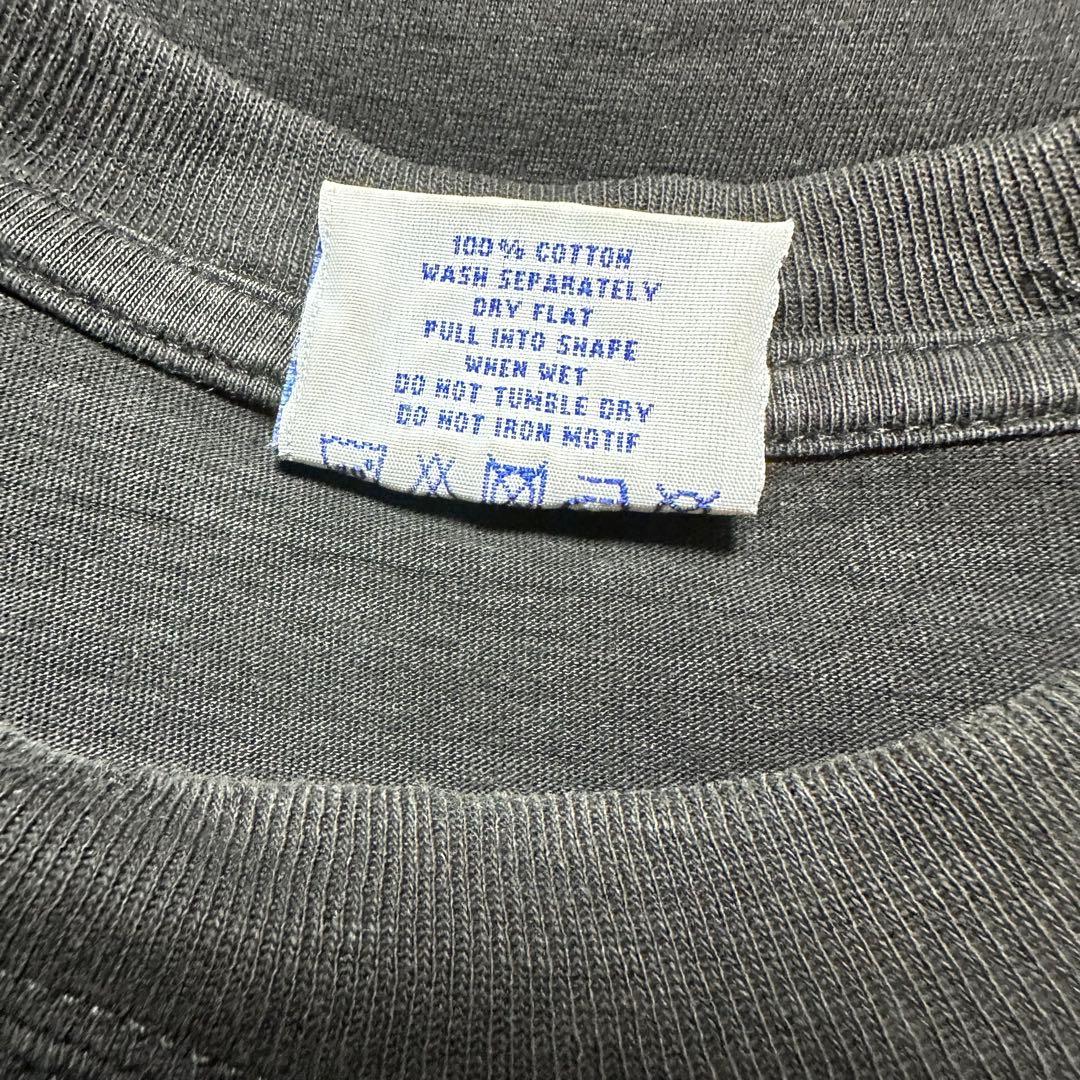 100% COTTON
WASH SEPARATELY
DRY FLAT
PULL INTO SHAPE
WHEN WET
DO NOT TUMBLE DRY
DO NOT IRON MOTIF